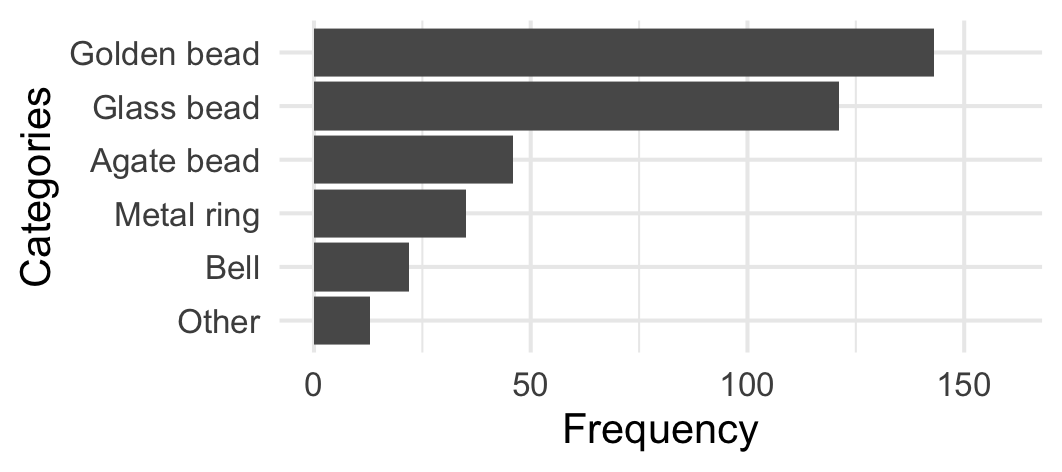 Categories
Golden bead
Glass bead
Agate bead
Metal ring
Bell
Other
0 50 100 150
Frequency